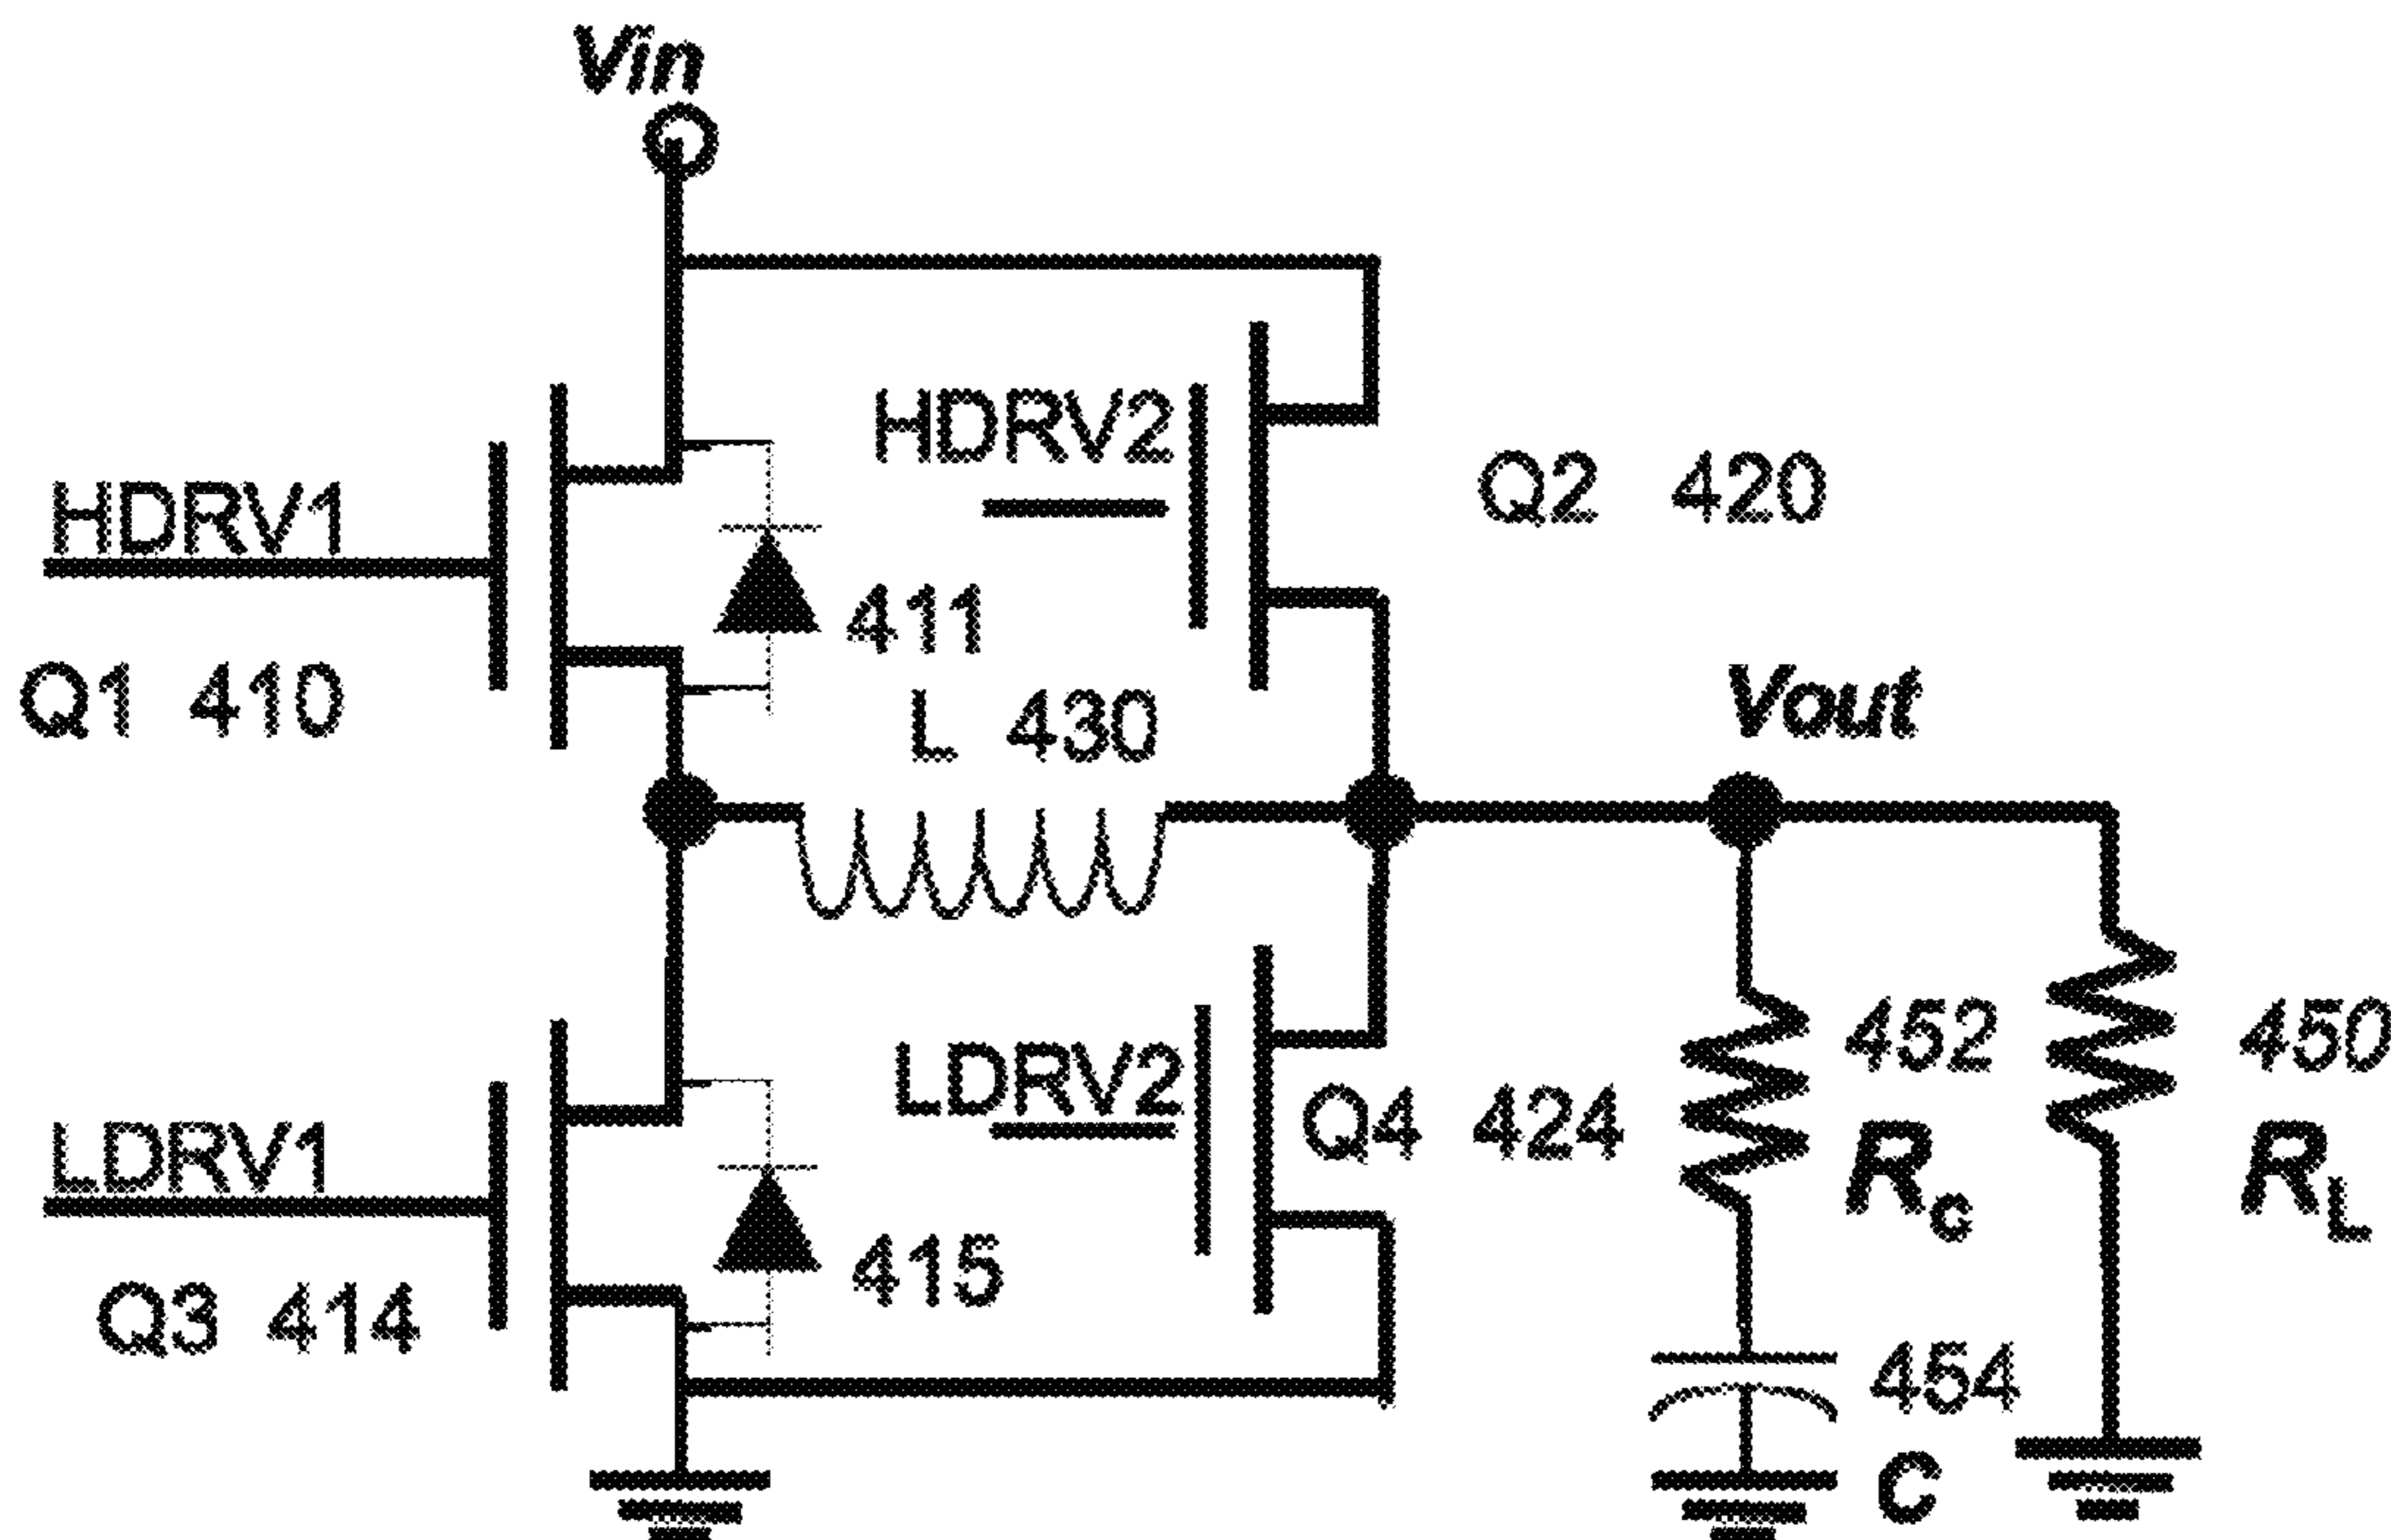 Vin
HDRV2
Q2 420
HDRV1
411
Q1 410
L 430
Vout
452
450
LDRV2
Q4 424
RC
RL
LDRV1
415
Q3 414
454
C